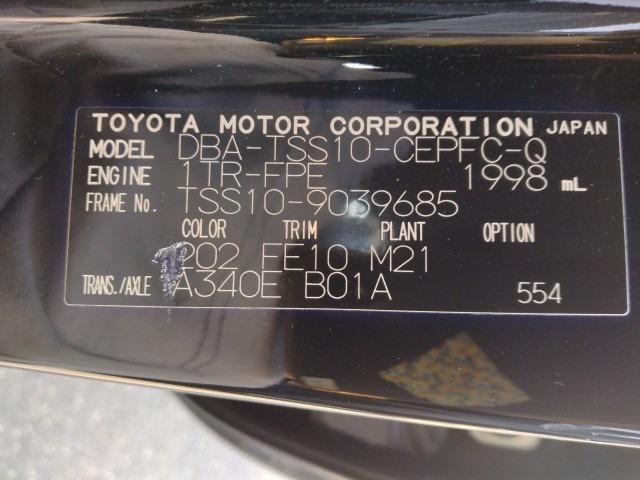 TOYOTA MOTOR CORPORATION JAPAN
MODEL DBA-TSS10-CEPFC-Q
ENGINE 1TR-FPE 1998 mL
FRAME No. TSS10-9039685
COLOR TRIM PLANT OPTION
202 FE10 M21
TRANS./AXLE A340E B01A 554